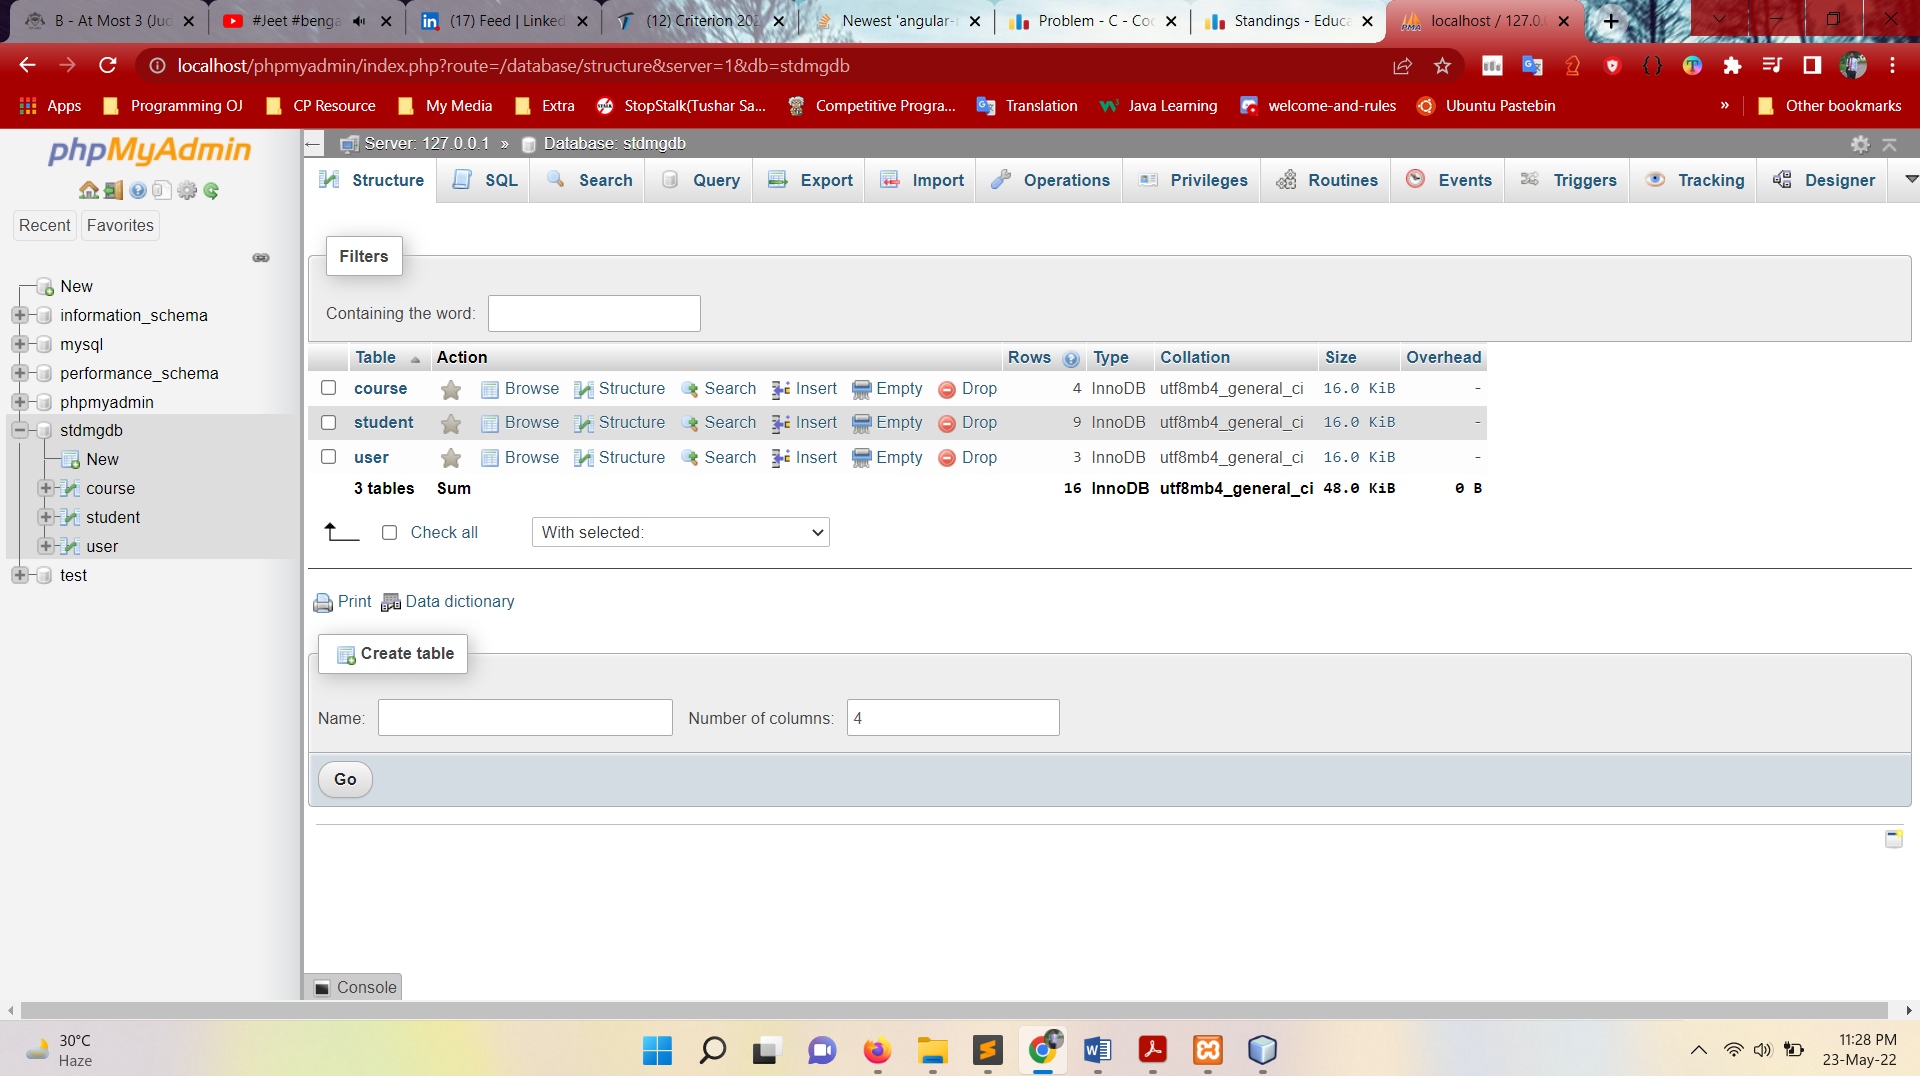 B - At Most 3 (Jud
#Jeet #benga
(17) Feed | Linked
(12) Criterion 202
Newest 'angular-
Problem - C - Co
Standings - Educa
localhost / 127.0.
localhost/phpmyadmin/index.php?route=/database/structure&server=1&db=stdmgdb
Apps
Programming OJ
CP Resource
My Media
Extra
StopStalk(Tushar Sa...
Competitive Progra...
Translation
Java Learning
welcome-and-rules
Ubuntu Pastebin
»
Other bookmarks
phpMyAdmin
Recent
Favorites
New
information_schema
mysql
performance_schema
phpmyadmin
stdmgdb
New
course
student
user
test
Server: 127.0.0.1 » Database: stdmgdb
Structure
SQL
Search
Query
Export
Import
Operations
Privileges
Routines
Events
Triggers
Tracking
Designer
Filters
Containing the word:
Table Action Rows Type Collation Size Overhead
course Browse Structure Search Insert Empty Drop 4 InnoDB utf8mb4_general_ci 16.0 KiB -
student Browse Structure Search Insert Empty Drop 9 InnoDB utf8mb4_general_ci 16.0 KiB -
user Browse Structure Search Insert Empty Drop 3 InnoDB utf8mb4_general_ci 16.0 KiB -
3 tables Sum 16 InnoDB utf8mb4_general_ci 48.0 KiB 0 B
Check all With selected:
Print Data dictionary
Create table
Name: Number of columns: 4
Go
Console
30°C
Haze
11:28 PM
23-May-22